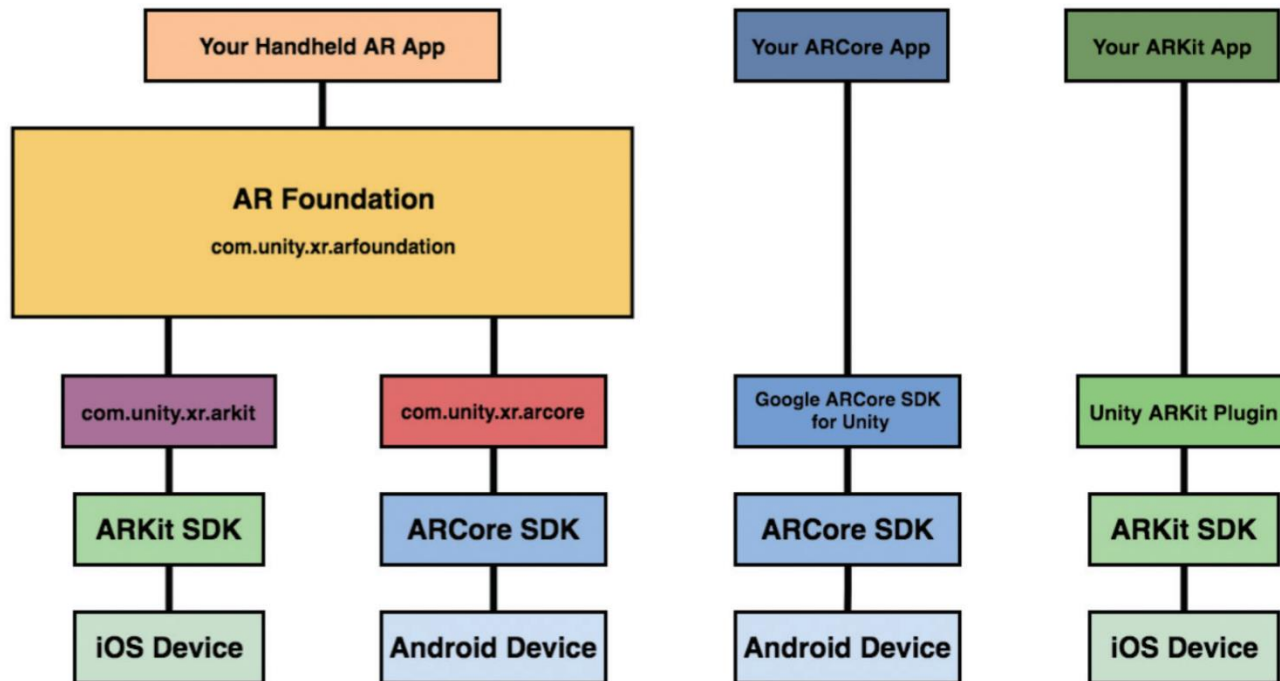 Your Handheld AR App
Your ARCore App
Your ARKit App
AR Foundation
com.unity.xr.arfoundation
com.unity.xr.arkit
com.unity.xr.arcore
Google ARCore SDK
for Unity
Unity ARKit Plugin
ARKit SDK
ARCore SDK
ARCore SDK
ARKit SDK
iOS Device
Android Device
Android Device
iOS Device